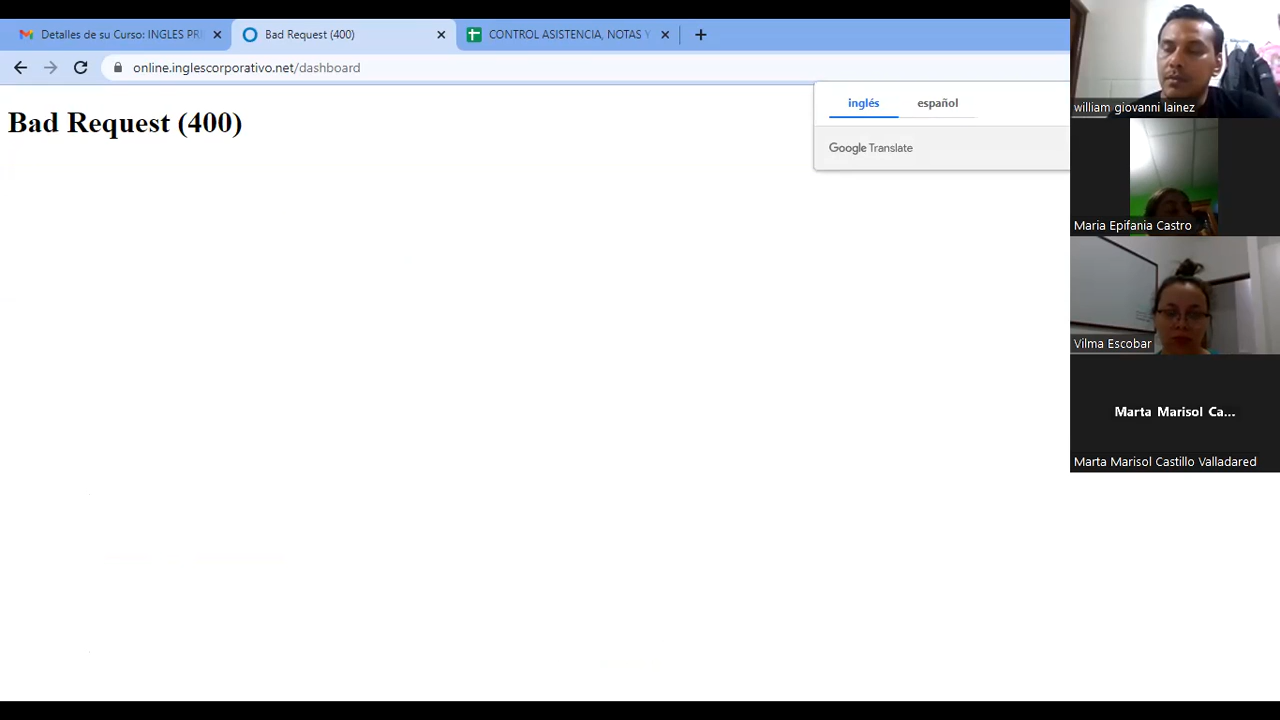 Detalles de su Curso: INGLES PRI
Bad Request (400)
CONTROL ASISTENCIA, NOTAS Y
online.inglescorporativo.net/dashboard
inglés español
Google Translate
Bad Request (400)
william giovanni lainez
Maria Epifania Castro
Vilma Escobar
Marta Marisol Ca...
Marta Marisol Castillo Valladared